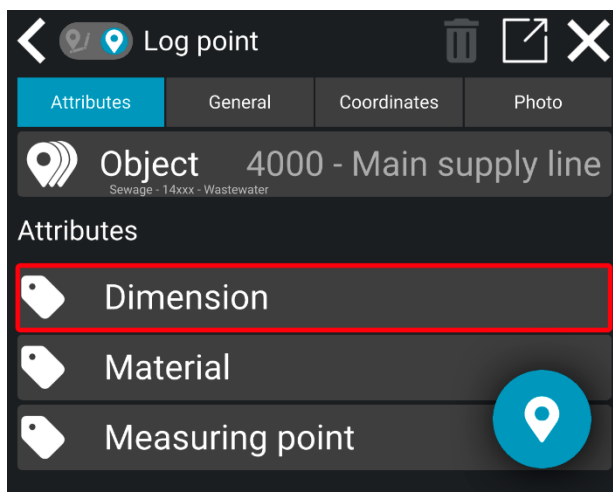 Log point
Attributes General Coordinates Photo
Object 4000 - Main supply line
Sewage - 14xxx - Wastewater
Attributes
Dimension
Material
Measuring point